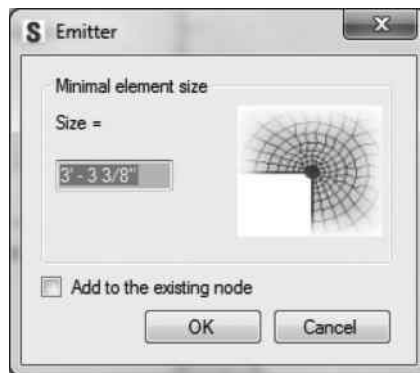 S Emitter
Minimal element size
Size =
3' - 3 3/8"
Add to the existing node
OK
Cancel